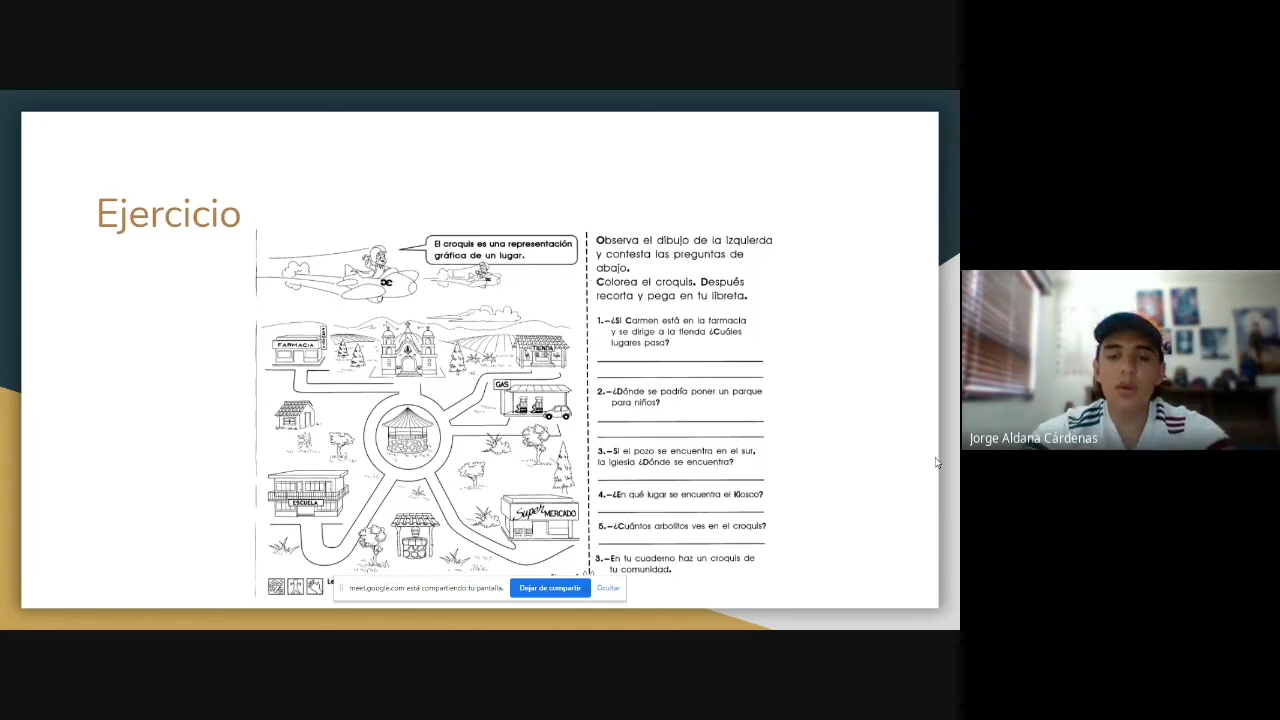 Ejercicio
El croquis es una representación
gráfica de un lugar.
FARMACIA
TIENDA
GAS
ESCUELA
Super MERCADO
Observa el dibujo de la izquierda
y contesta las preguntas de
abajo.
Colorea el croquis. Después
recorta y pega en tu libreta.
1.-¿Si Carmen está en la farmacia
y se dirige a la tienda ¿Cuáles
lugares pasa?
2.-¿Dónde se podría poner un parque
para niños?
3.-Si el pozo se encuentra en el sur,
la iglesia ¿Dónde se encuentra?
4.-¿En qué lugar se encuentra el Kiosco?
5.-¿Cuántos arbolitos ves en el croquis?
3.-En tu cuaderno haz un croquis de
tu comunidad.
meet.google.com está compartiendo tu pantalla.
Dejar de compartir
Ocultar
Jorge Aldana Cárdenas